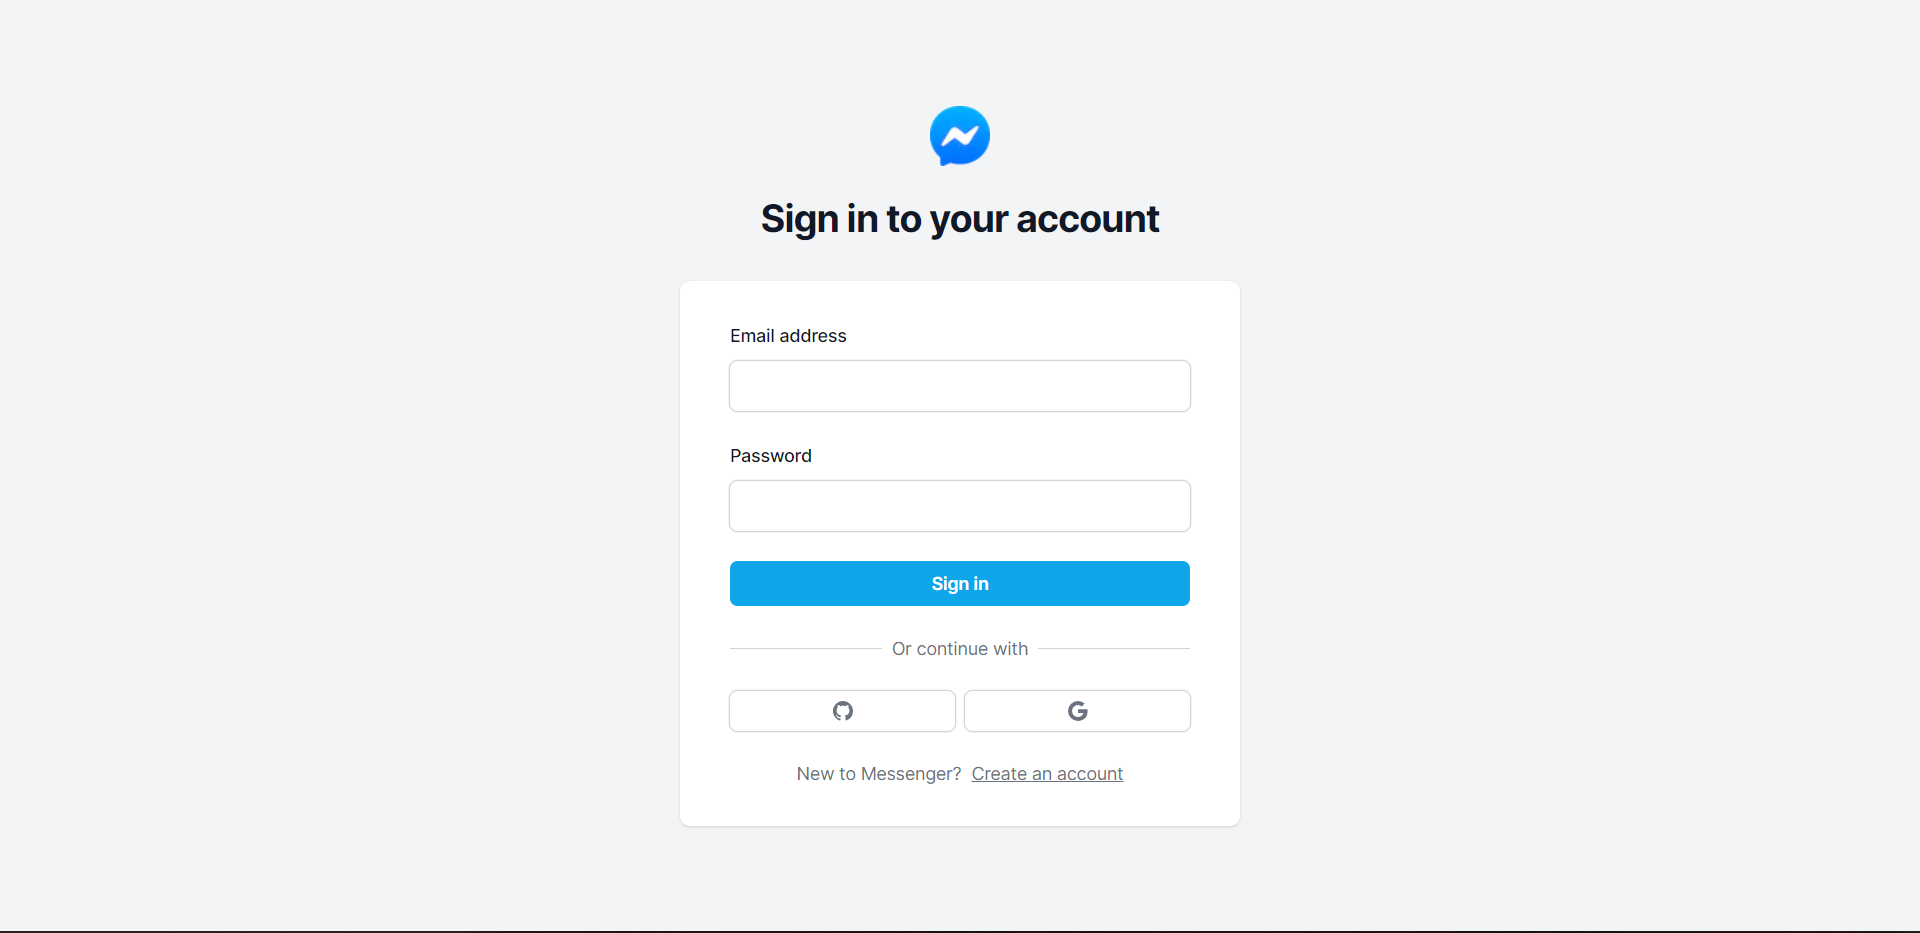 Sign in to your account
Email address
Password
Sign in
Or continue with
New to Messenger? Create an account